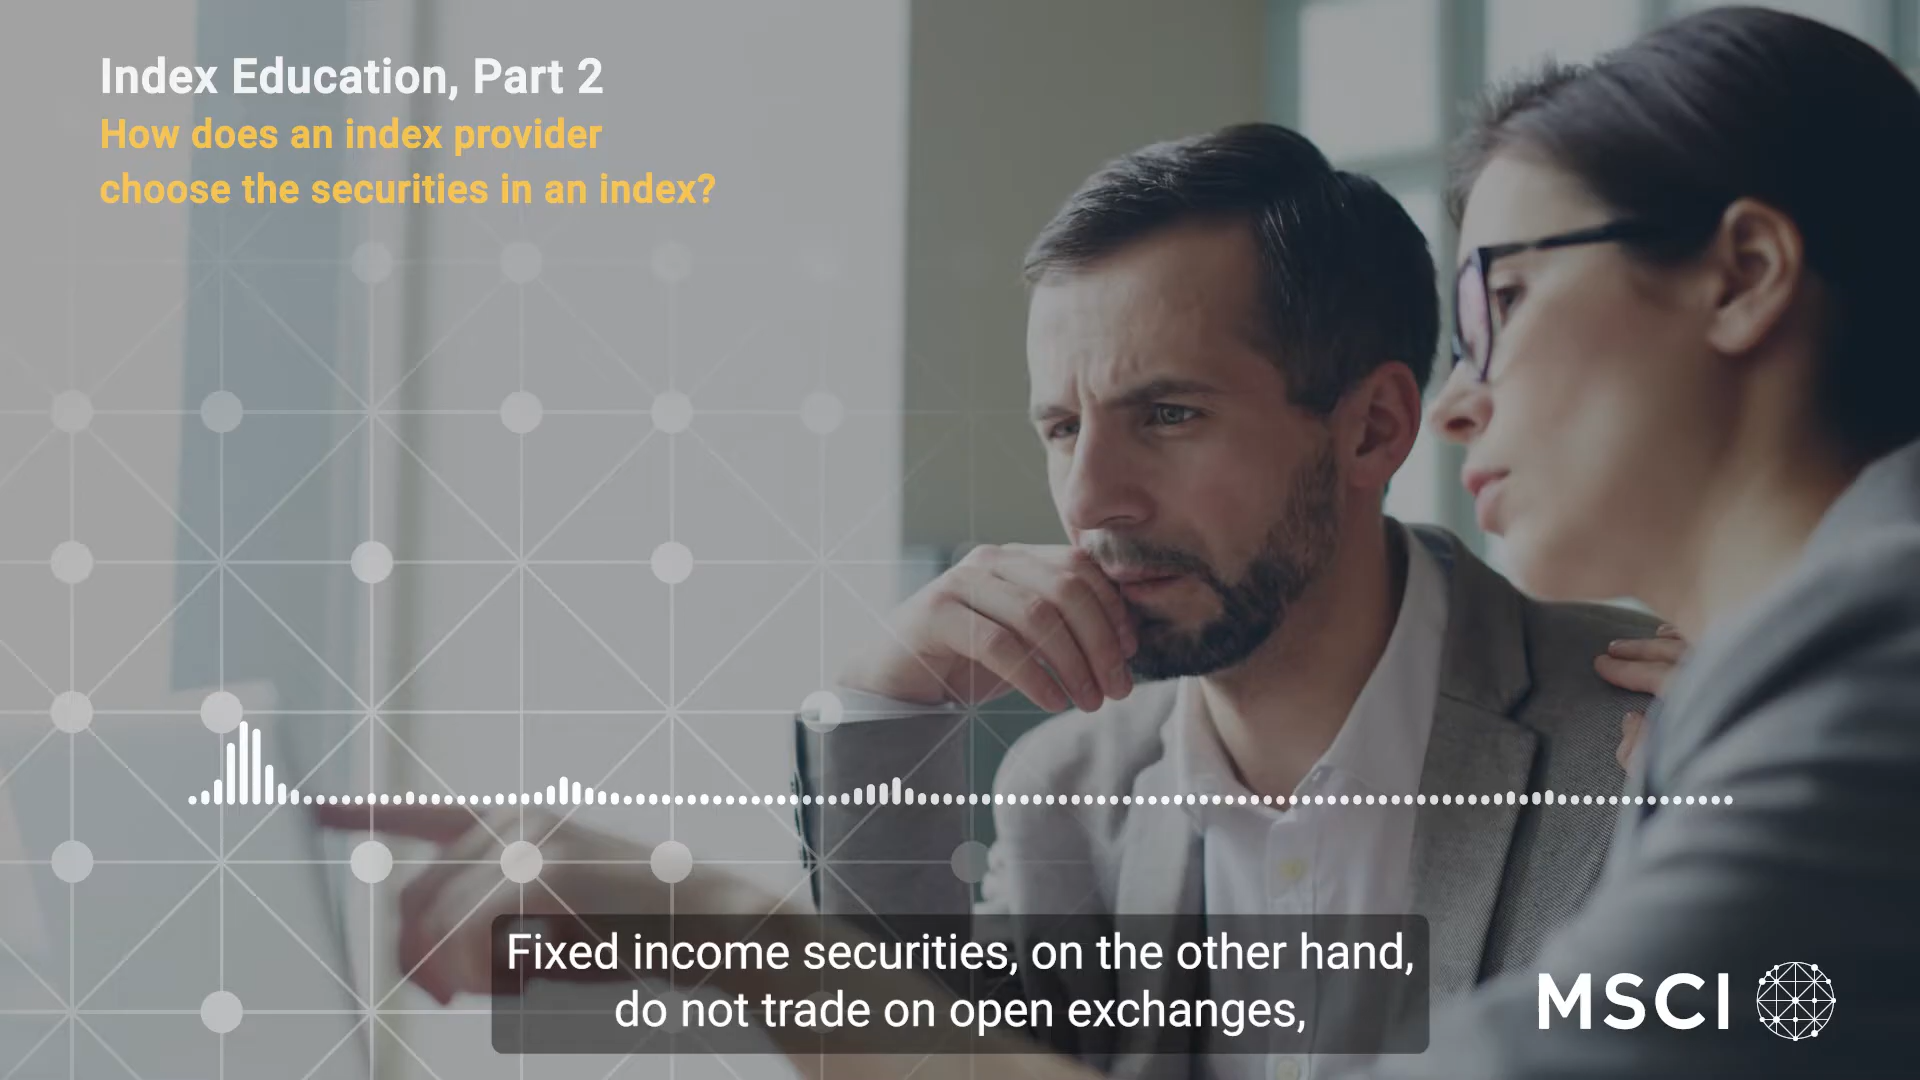 Index Education, Part 2
How does an index provider
choose the securities in an index?
Fixed income securities, on the other hand,
do not trade on open exchanges,
MSCI